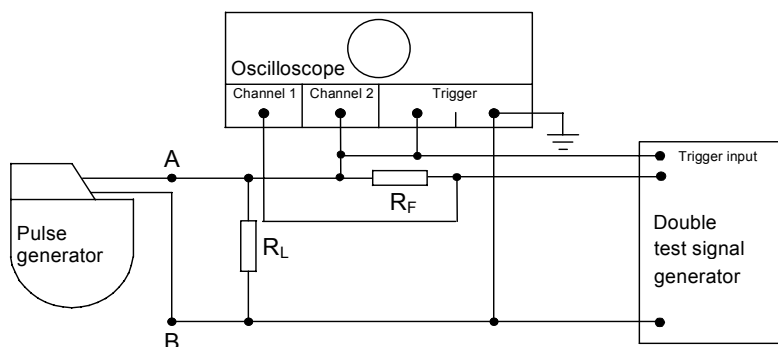 Oscilloscope
Channel 1 Channel 2 Trigger
A
Trigger input
RF
Pulse
generator
RL
Double
test signal
generator
B